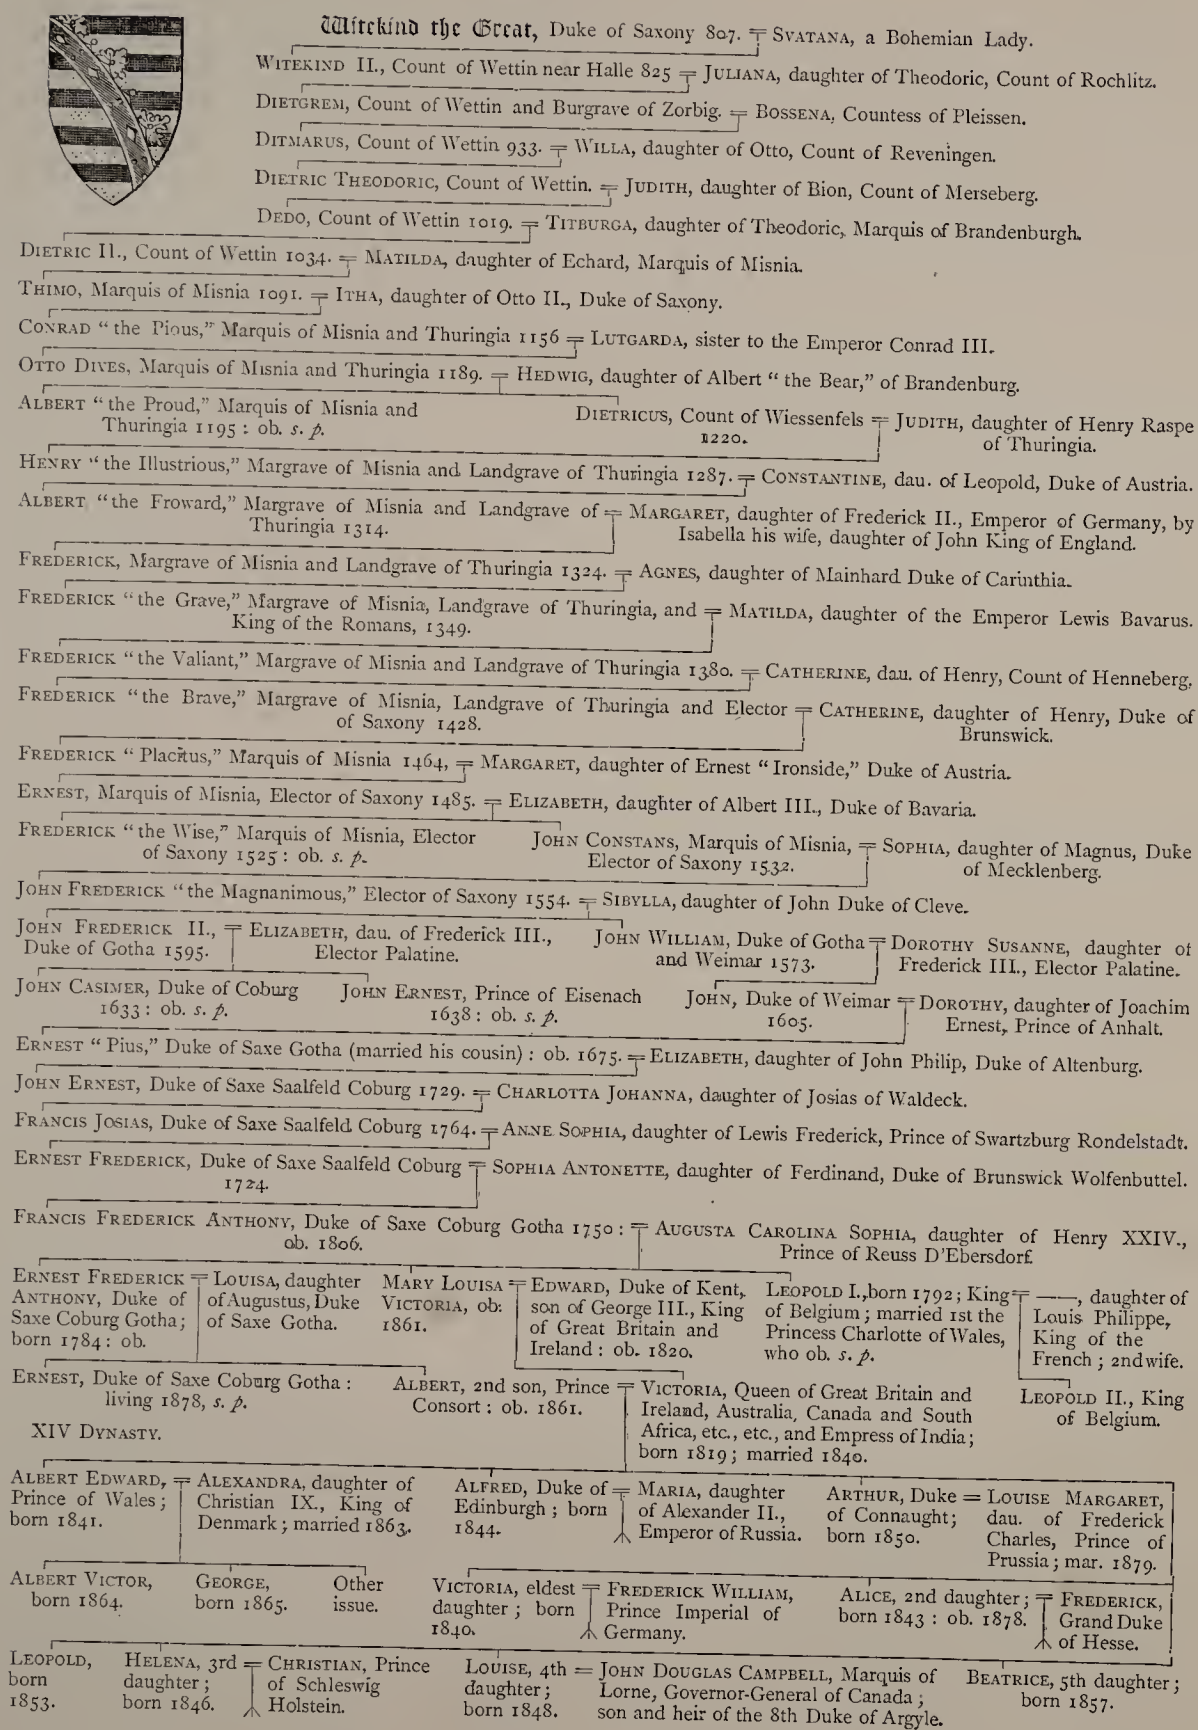 Witekind the Great, Duke of Saxony 807. ╤ SVATANA, a Bohemian Lady.
WITEKIND II., Count of Wettin near Halle 825 ╤ JULIANA, daughter of Theodoric, Count of Rochlitz.
DIETGREM, Count of Wettin and Burgrave of Zorbig. ╤ BOSSENA, Countess of Pleissen.
DITMARUS, Count of Wettin 933. ╤ WILLA, daughter of Otto, Count of Reveningen.
DIETRIC THEODORIC, Count of Wettin. ╤ JUDITH, daughter of Bion, Count of Merseberg.
DEDO, Count of Wettin 1019. ╤ TITBURGA, daughter of Theodoric, Marquis of Brandenburgh.
DIETRIC II., Count of Wettin 1034. ╤ MATILDA, daughter of Echard, Marquis of Misnia.
THIMO, Marquis of Misnia 1091. ╤ ITHA, daughter of Otto II., Duke of Saxony.
CONRAD "the Pious," Marquis of Misnia and Thuringia 1156 ╤ LUTGARDA, sister to the Emperor Conrad III.
OTTO DIVES, Marquis of Misnia and Thuringia 1189. ╤ HEDWIG, daughter of Albert "the Bear," of Brandenburg.
ALBERT "the Proud," Marquis of Misnia and
Thuringia 1195 : ob. s. p.
DIETRICUS, Count of Wiessenfels ╤ JUDITH, daughter of Henry Raspe
1220.
of Thuringia.
HENRY "the Illustrious," Margrave of Misnia and Landgrave of Thuringia 1287. ╤ CONSTANTINE, dau. of Leopold, Duke of Austria.
ALBERT "the Froward," Margrave of Misnia and Landgrave of ╤ MARGARET, daughter of Frederick II., Emperor of Germany, by
Thuringia 1314.
Isabella his wife, daughter of John King of England.
FREDERICK, Margrave of Misnia and Landgrave of Thuringia 1324. ╤ AGNES, daughter of Mainhard Duke of Carinthia.
FREDERICK "the Grave," Margrave of Misnia, Landgrave of Thuringia, and ╤ MATILDA, daughter of the Emperor Lewis Bavarus.
King of the Romans, 1349.
FREDERICK "the Valiant," Margrave of Misnia and Landgrave of Thuringia 1380. ╤ CATHERINE, dau. of Henry, Count of Henneberg.
FREDERICK "the Brave," Margrave of Misnia, Landgrave of Thuringia and Elector ╤ CATHERINE, daughter of Henry, Duke of
of Saxony 1428.
Brunswick.
FREDERICK "Placitus," Marquis of Misnia 1464, ╤ MARGARET, daughter of Ernest "Ironside," Duke of Austria.
ERNEST, Marquis of Misnia, Elector of Saxony 1485. ╤ ELIZABETH, daughter of Albert III., Duke of Bavaria.
FREDERICK "the Wise," Marquis of Misnia, Elector
of Saxony 1525 : ob. s. p.
JOHN CONSTANS, Marquis of Misnia, ╤ SOPHIA, daughter of Magnus, Duke
Elector of Saxony 1532.
of Mecklenberg.
JOHN FREDERICK "the Magnanimous," Elector of Saxony 1554. ╤ SIBYLLA, daughter of John Duke of Cleve.
JOHN FREDERICK II., ╤ ELIZABETH, dau. of Frederick III.,
Duke of Gotha 1595.
Elector Palatine.
JOHN WILLIAM, Duke of Gotha ╤ DOROTHY SUSANNE, daughter of
and Weimar 1573.
Frederick III., Elector Palatine.
JOHN CASIMER, Duke of Coburg
1633 : ob. s. p.
JOHN ERNEST, Prince of Eisenach
1638 : ob. s. p.
JOHN, Duke of Weimar ╤ DOROTHY, daughter of Joachim
1605.
Ernest, Prince of Anhalt.
ERNEST "Pius," Duke of Saxe Gotha (married his cousin) : ob. 1675. ╤ ELIZABETH, daughter of John Philip, Duke of Altenburg.
JOHN ERNEST, Duke of Saxe Saalfeld Coburg 1729. ╤ CHARLOTTA JOHANNA, daughter of Josias of Waldeck.
FRANCIS JOSIAS, Duke of Saxe Saalfeld Coburg 1764. ╤ ANNE SOPHIA, daughter of Lewis Frederick, Prince of Swartzburg Rondelstadt.
ERNEST FREDERICK, Duke of Saxe Saalfeld Coburg ╤ SOPHIA ANTONETTE, daughter of Ferdinand, Duke of Brunswick Wolfenbuttel.
1724.
FRANCIS FREDERICK ANTHONY, Duke of Saxe Coburg Gotha 1750 : ╤ AUGUSTA CAROLINA SOPHIA, daughter of Henry XXIV.,
ob. 1806.
Prince of Reuss D'Ebersdorf.
ERNEST FREDERICK ╤ LOUISA, daughter
ANTHONY, Duke of
of Augustus, Duke
Saxe Coburg Gotha;
of Saxe Gotha.
born 1784 : ob.
MARY LOUISA ╤ EDWARD, Duke of Kent,
VICTORIA, ob:
son of George III., King
1861.
of Great Britain and
Ireland : ob. 1820.
LEOPOLD I., born 1792; King ╤ ——, daughter of
of Belgium; married 1st the
Louis Philippe,
Princess Charlotte of Wales,
King of the
who ob. s. p.
French; 2nd wife.
ERNEST, Duke of Saxe Coburg Gotha :
living 1878, s. p.
ALBERT, 2nd son, Prince ╤ VICTORIA, Queen of Great Britain and
Consort : ob. 1861.
Ireland, Australia, Canada and South
Africa, etc., etc., and Empress of India;
born 1819; married 1840.
LEOPOLD II., King
of Belgium.
XIV DYNASTY.
ALBERT EDWARD, ╤ ALEXANDRA, daughter of
Prince of Wales;
Christian IX., King of
born 1841.
Denmark; married 1863.
ALFRED, Duke of ╤ MARIA, daughter
Edinburgh; born
of Alexander II.,
1844.
Emperor of Russia.
ARTHUR, Duke = LOUISE MARGARET,
of Connaught;
dau. of Frederick
born 1850.
Charles, Prince of
Prussia; mar. 1879.
ALBERT VICTOR,
born 1864.
GEORGE,
born 1865.
Other
issue.
VICTORIA, eldest ╤ FREDERICK WILLIAM,
daughter; born
Prince Imperial of
1840.
Germany.
ALICE, 2nd daughter; ╤ FREDERICK,
born 1843 : ob. 1878.
Grand Duke
of Hesse.
LEOPOLD,
born
1853.
HELENA, 3rd ╤ CHRISTIAN, Prince
daughter;
of Schleswig
born 1846.
Holstein.
LOUISE, 4th = JOHN DOUGLAS CAMPBELL, Marquis of
daughter;
Lorne, Governor-General of Canada;
born 1848.
son and heir of the 8th Duke of Argyle.
BEATRICE, 5th daughter;
born 1857.